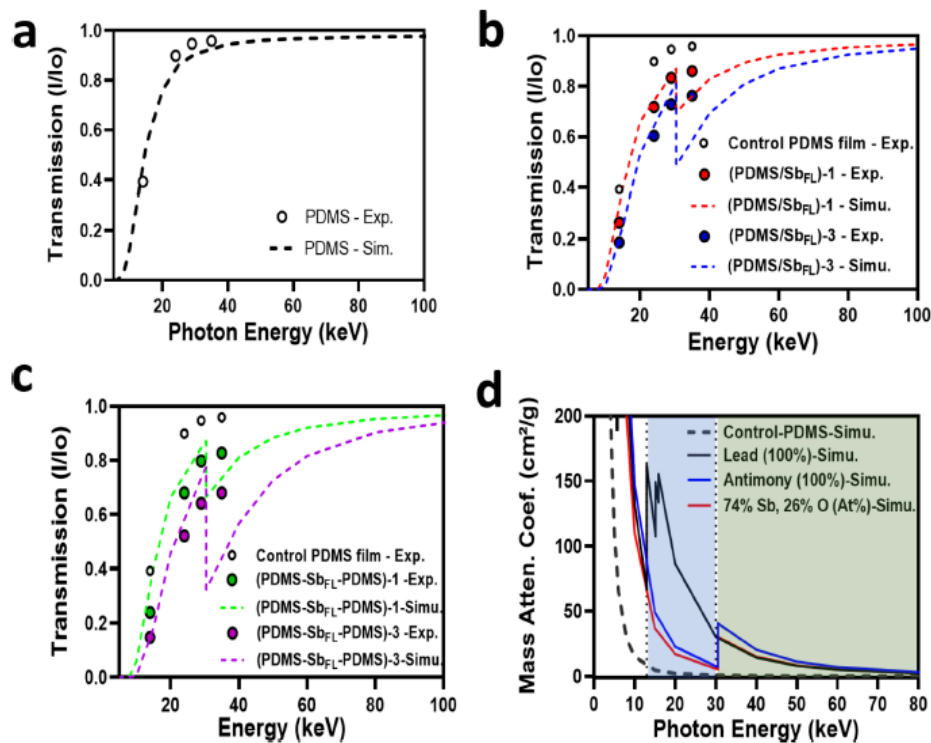 a
Transmission (I/Io)
1.0
0.8
0.6
0.4
0.2
0.0
PDMS - Exp.
PDMS - Sim.
20 40 60 80 100
Photon Energy (keV)
b
Transmission (I/Io)
1.0
0.8
0.6
0.4
0.2
0.0
Control PDMS film - Exp.
(PDMS/SbFL)-1 - Exp.
(PDMS/SbFL)-1 - Simu.
(PDMS/SbFL)-3 - Exp.
(PDMS/SbFL)-3 - Simu.
20 40 60 80 100
Energy (keV)
c
Transmission (I/Io)
1.0
0.8
0.6
0.4
0.2
0.0
Control PDMS film - Exp.
(PDMS-SbFL-PDMS)-1 -Exp.
(PDMS-SbFL-PDMS)-1-Simu.
(PDMS-SbFL-PDMS)-3 -Exp.
(PDMS-SbFL-PDMS)-3-Simu.
20 40 60 80 100
Energy (keV)
d
Mass Atten. Coef. (cm²/g)
200
150
100
50
0
Control-PDMS-Simu.
Lead (100%)-Simu.
Antimony (100%)-Simu.
74% Sb, 26% O (At%)-Simu.
0 10 20 30 40 50 60 70 80
Photon Energy (keV)